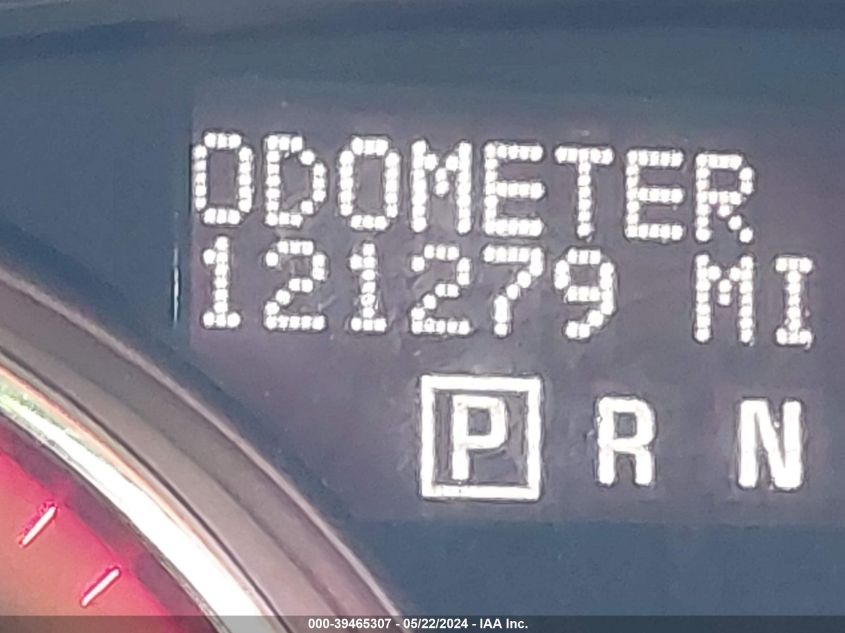 ODOMETER
121279 MI
P R N
000-39465307 - 05/22/2024 - IAA Inc.